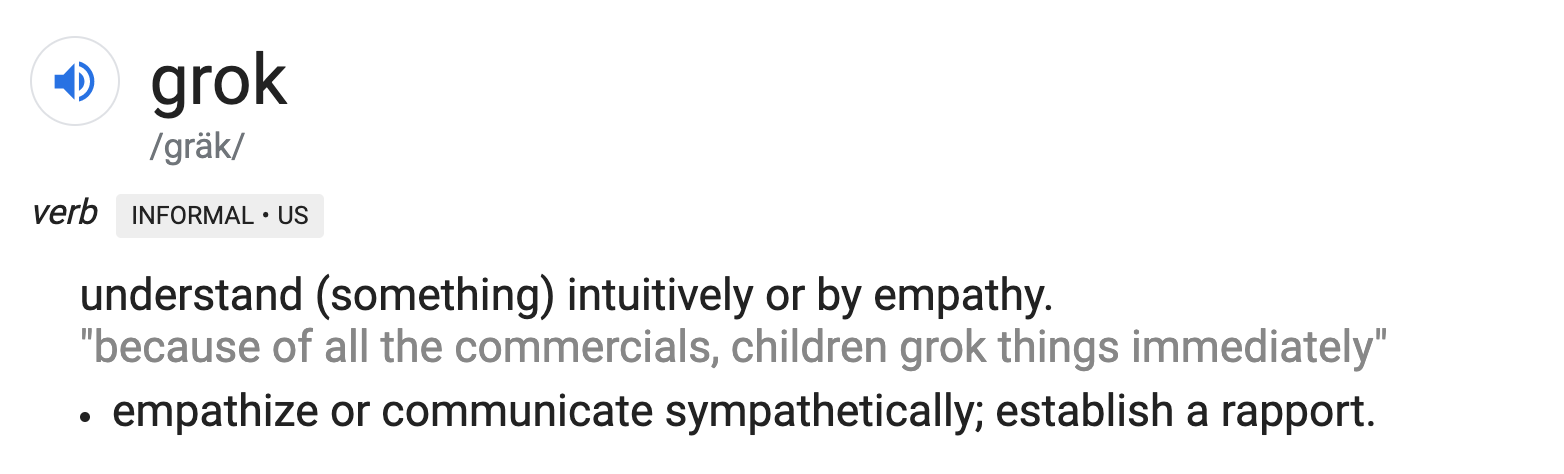 grok
/gräk/
verb INFORMAL • US
understand (something) intuitively or by empathy.
"because of all the commercials, children grok things immediately"
• empathize or communicate sympathetically; establish a rapport.